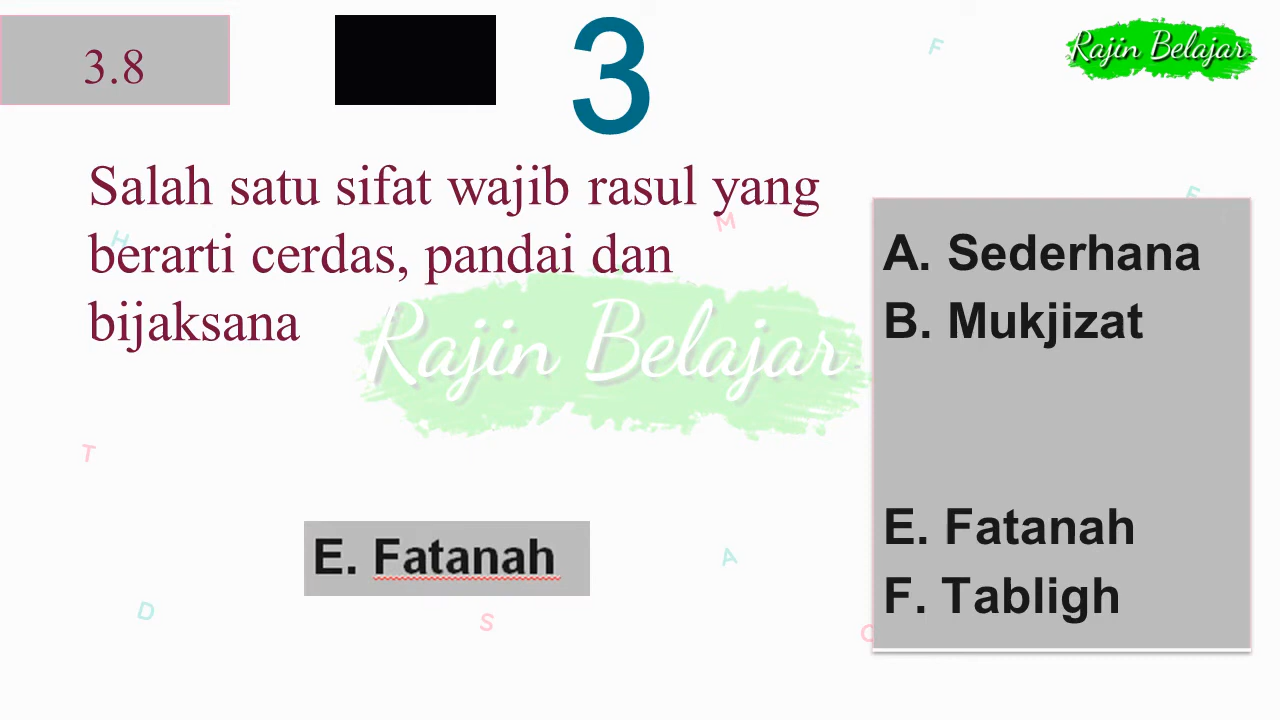 3.8
3
Rajin Belajar
Salah satu sifat wajib rasul yang
berarti cerdas, pandai dan
bijaksana
Rajin Belajar
A. Sederhana
B. Mukjizat
E. Fatanah
F. Tabligh
E. Fatanah
F
H
M
T
A
D
S